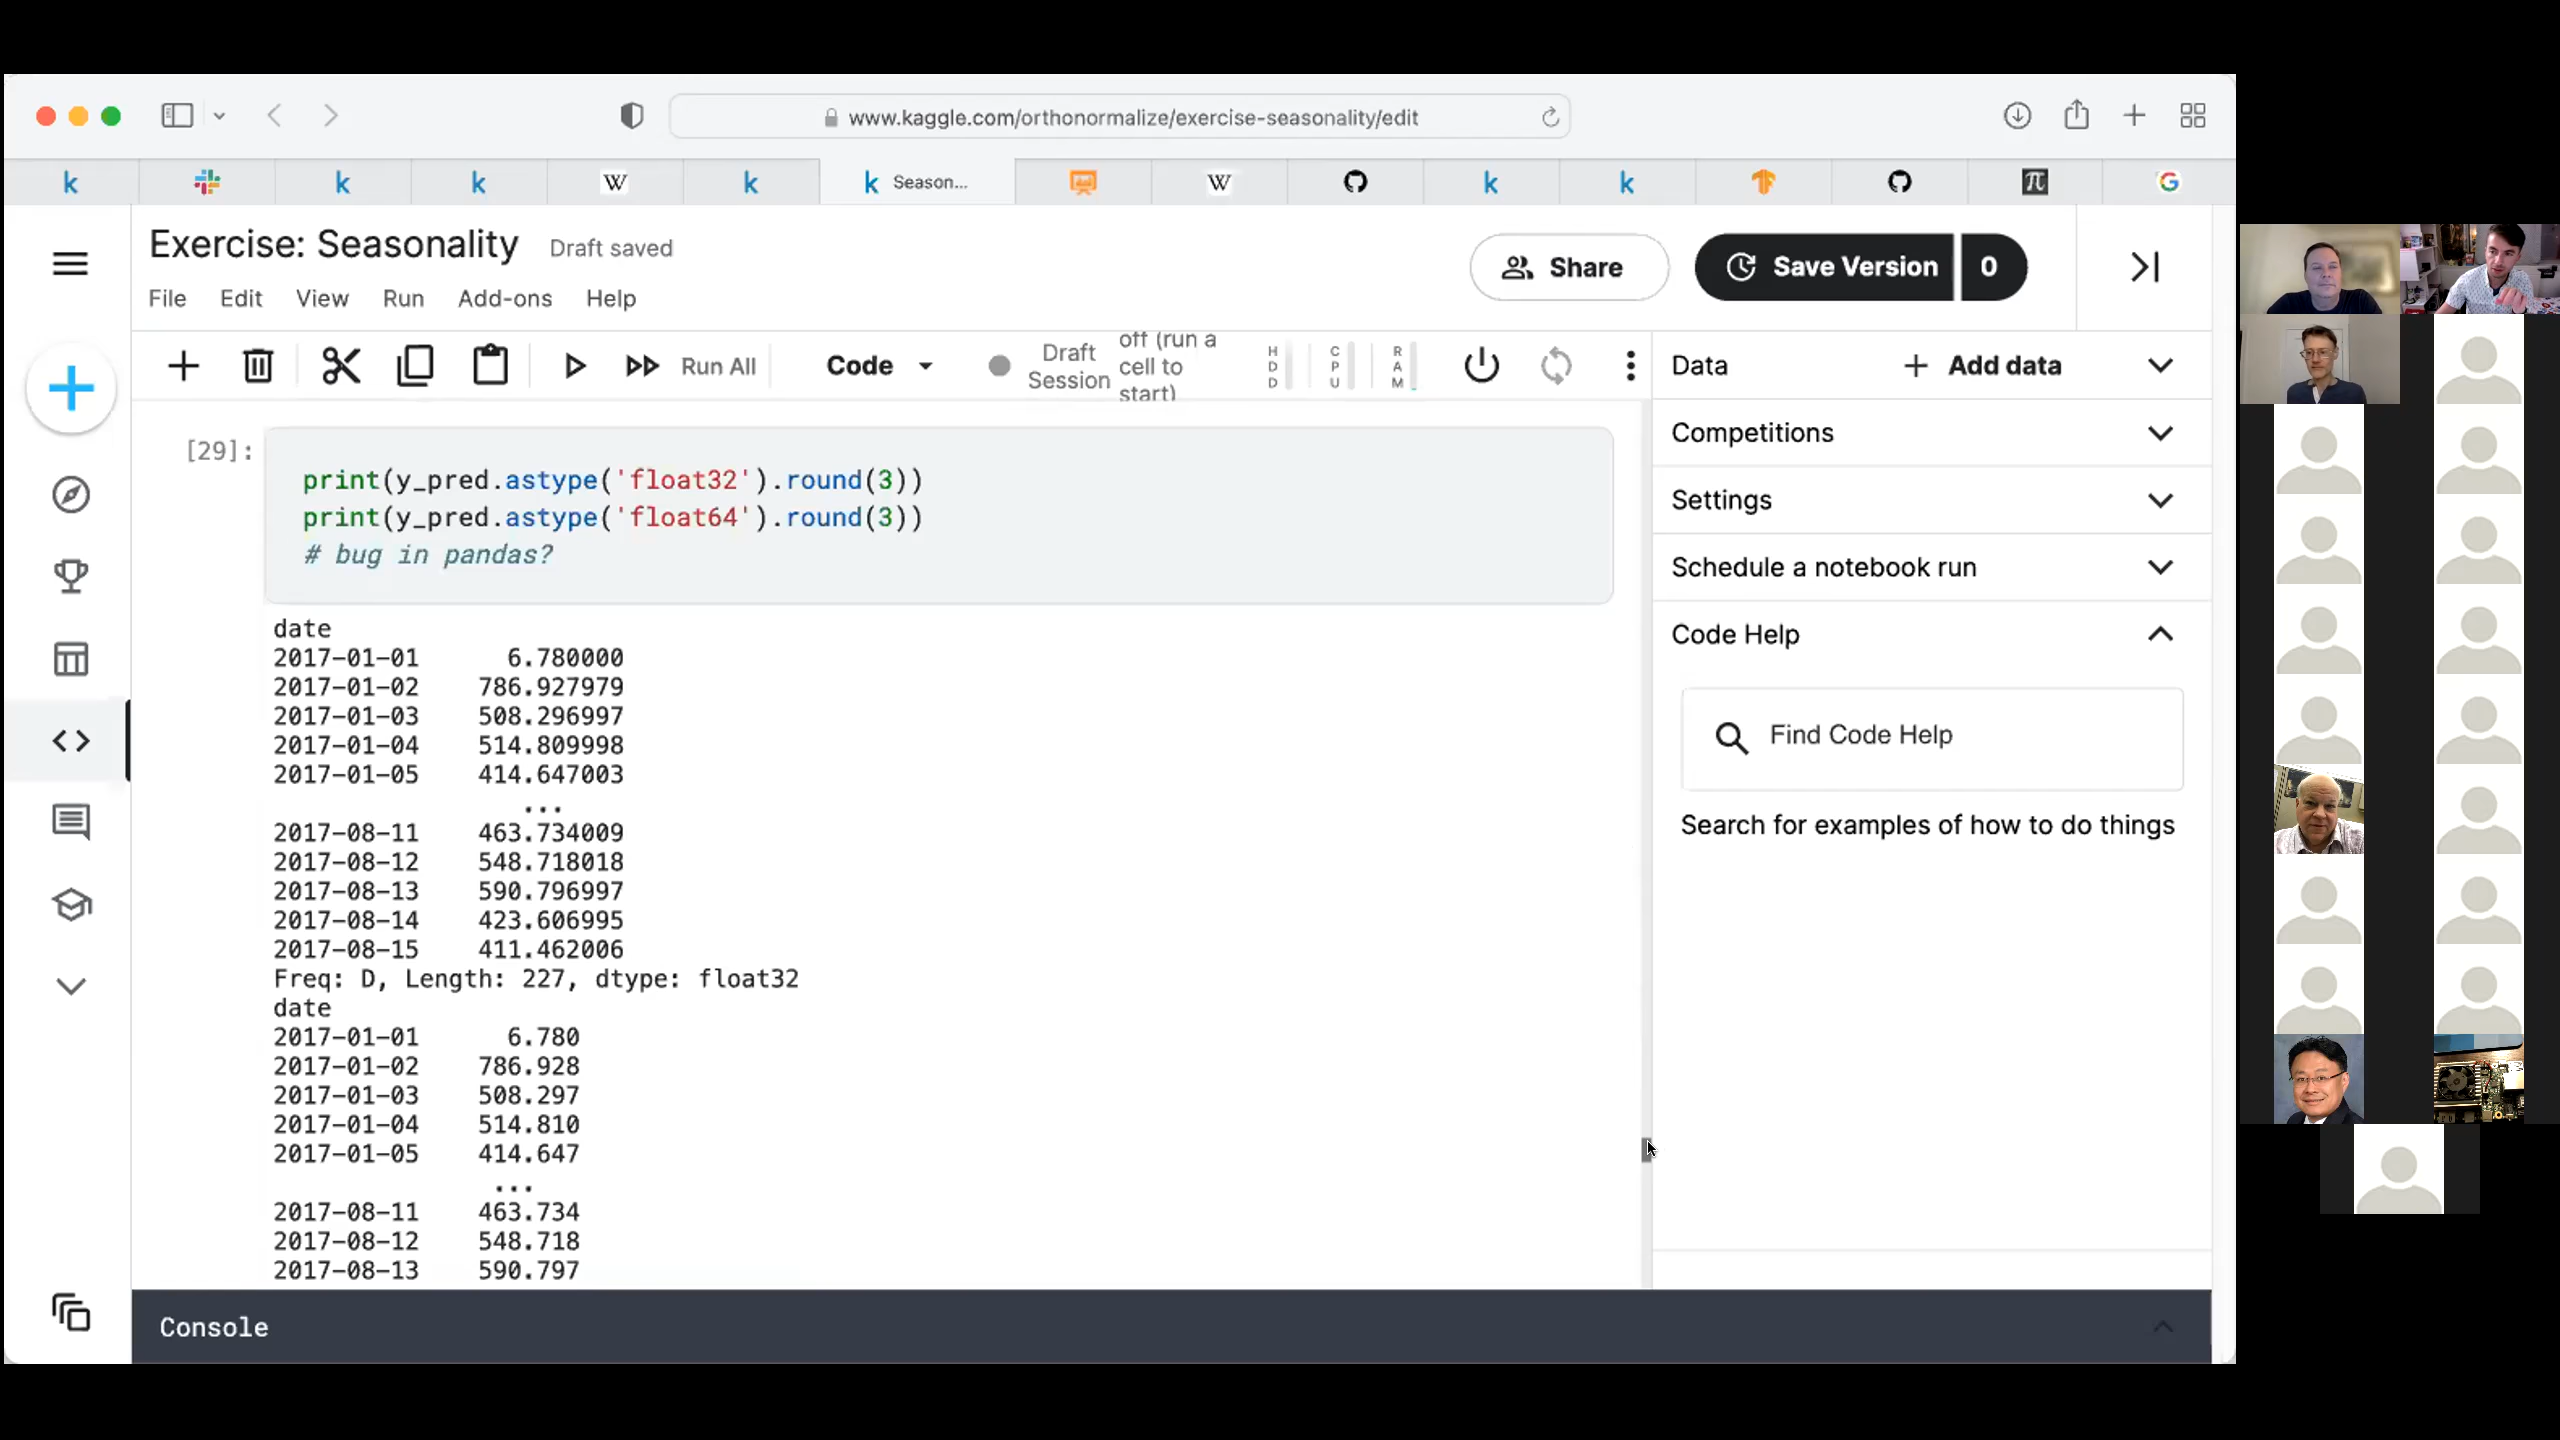 www.kaggle.com/orthonormalize/exercise-seasonality/edit
k
k
k
W
k
k Season...
W
k
k
π
G
Exercise: Seasonality Draft saved
Share
Save Version 0
File Edit View Run Add-ons Help
Run All
Code
Draft Session
off (run a cell to start)
HDD
CPU
RAM
Data
+ Add data
Competitions
Settings
Schedule a notebook run
Code Help
Find Code Help
Search for examples of how to do things
[29]:
print(y_pred.astype('float32').round(3))
print(y_pred.astype('float64').round(3))
# bug in pandas?
date
2017-01-01 6.780000
2017-01-02 786.927979
2017-01-03 508.296997
2017-01-04 514.809998
2017-01-05 414.647003
...
2017-08-11 463.734009
2017-08-12 548.718018
2017-08-13 590.796997
2017-08-14 423.606995
2017-08-15 411.462006
Freq: D, Length: 227, dtype: float32
date
2017-01-01 6.780
2017-01-02 786.928
2017-01-03 508.297
2017-01-04 514.810
2017-01-05 414.647
...
2017-08-11 463.734
2017-08-12 548.718
2017-08-13 590.797
Console